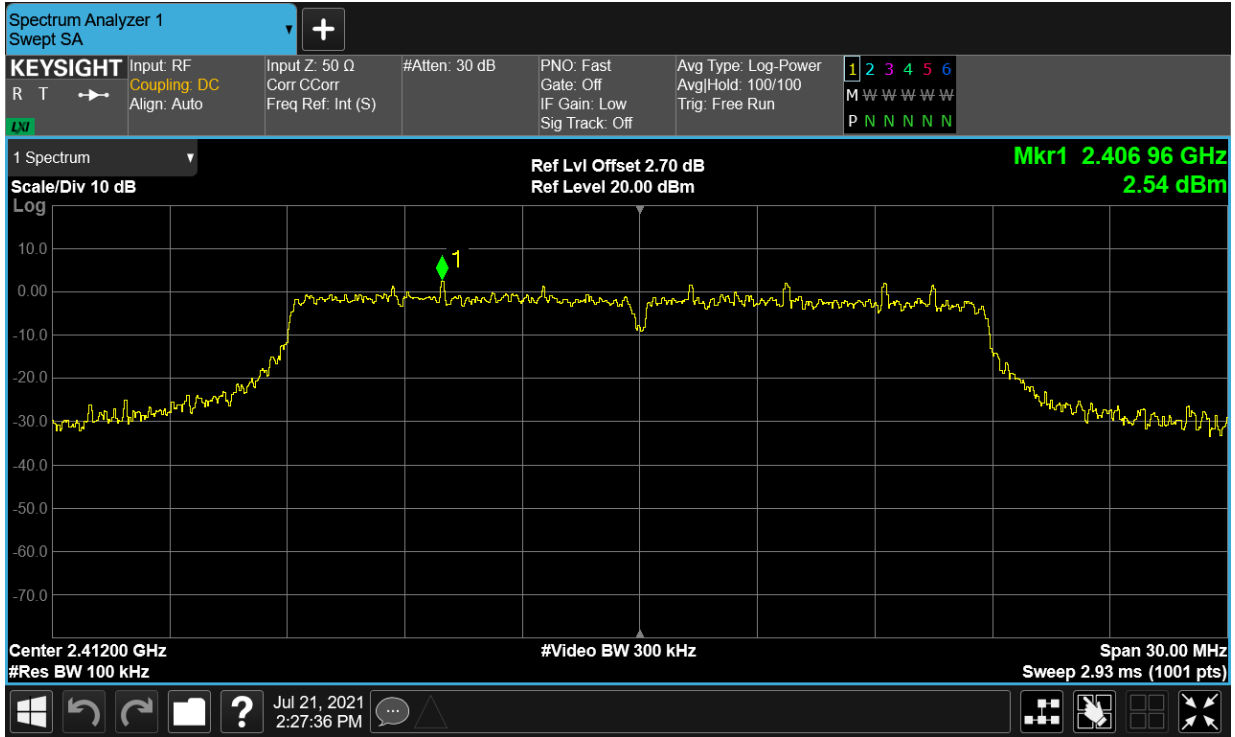 Spectrum Analyzer 1
Swept SA
KEYSIGHT
R T
LXI
Input: RF
Coupling: DC
Align: Auto
Input Z: 50 Ω
Corr CCorr
Freq Ref: Int (S)
#Atten: 30 dB
PNO: Fast
Gate: Off
IF Gain: Low
Sig Track: Off
Avg Type: Log-Power
Avg|Hold: 100/100
Trig: Free Run
1 2 3 4 5 6
M W W W W W
P N N N N N
1 Spectrum
Scale/Div 10 dB
Ref Lvl Offset 2.70 dB
Ref Level 20.00 dBm
Mkr1 2.406 96 GHz
2.54 dBm
Log
10.0
1
0.00
-10.0
-20.0
-30.0
-40.0
-50.0
-60.0
-70.0
Center 2.41200 GHz
#Video BW 300 kHz
Span 30.00 MHz
#Res BW 100 kHz
Sweep 2.93 ms (1001 pts)
?
Jul 21, 2021
2:27:36 PM